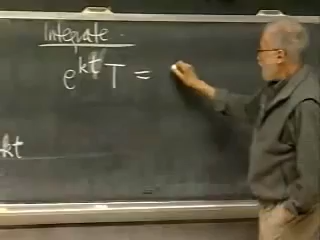 Integrate.
e^{kt} T =
kt